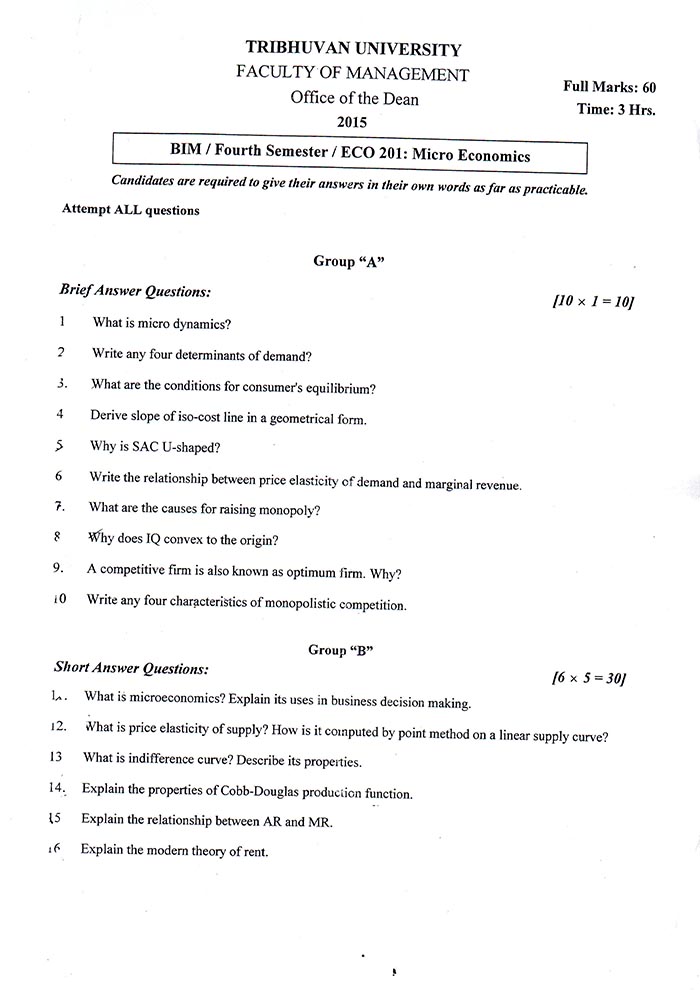 TRIBHUVAN UNIVERSITY
FACULTY OF MANAGEMENT
Office of the Dean
2015
Full Marks: 60
Time: 3 Hrs.
BIM / Fourth Semester / ECO 201: Micro Economics
Candidates are required to give their answers in their own words as far as practicable.
Attempt ALL questions
Group “A”
Brief Answer Questions:
[10 × 1 = 10]
1 What is micro dynamics?
2 Write any four determinants of demand?
3. What are the conditions for consumer's equilibrium?
4 Derive slope of iso-cost line in a geometrical form.
5 Why is SAC U-shaped?
6 Write the relationship between price elasticity of demand and marginal revenue.
7. What are the causes for raising monopoly?
8 Why does IQ convex to the origin?
9. A competitive firm is also known as optimum firm. Why?
10 Write any four characteristics of monopolistic competition.
Group “B”
Short Answer Questions:
[6 × 5 = 30]
What is microeconomics? Explain its uses in business decision making.
12. What is price elasticity of supply? How is it computed by point method on a linear supply curve?
13 What is indifference curve? Describe its properties.
14. Explain the properties of Cobb-Douglas production function.
15 Explain the relationship between AR and MR.
16 Explain the modern theory of rent.